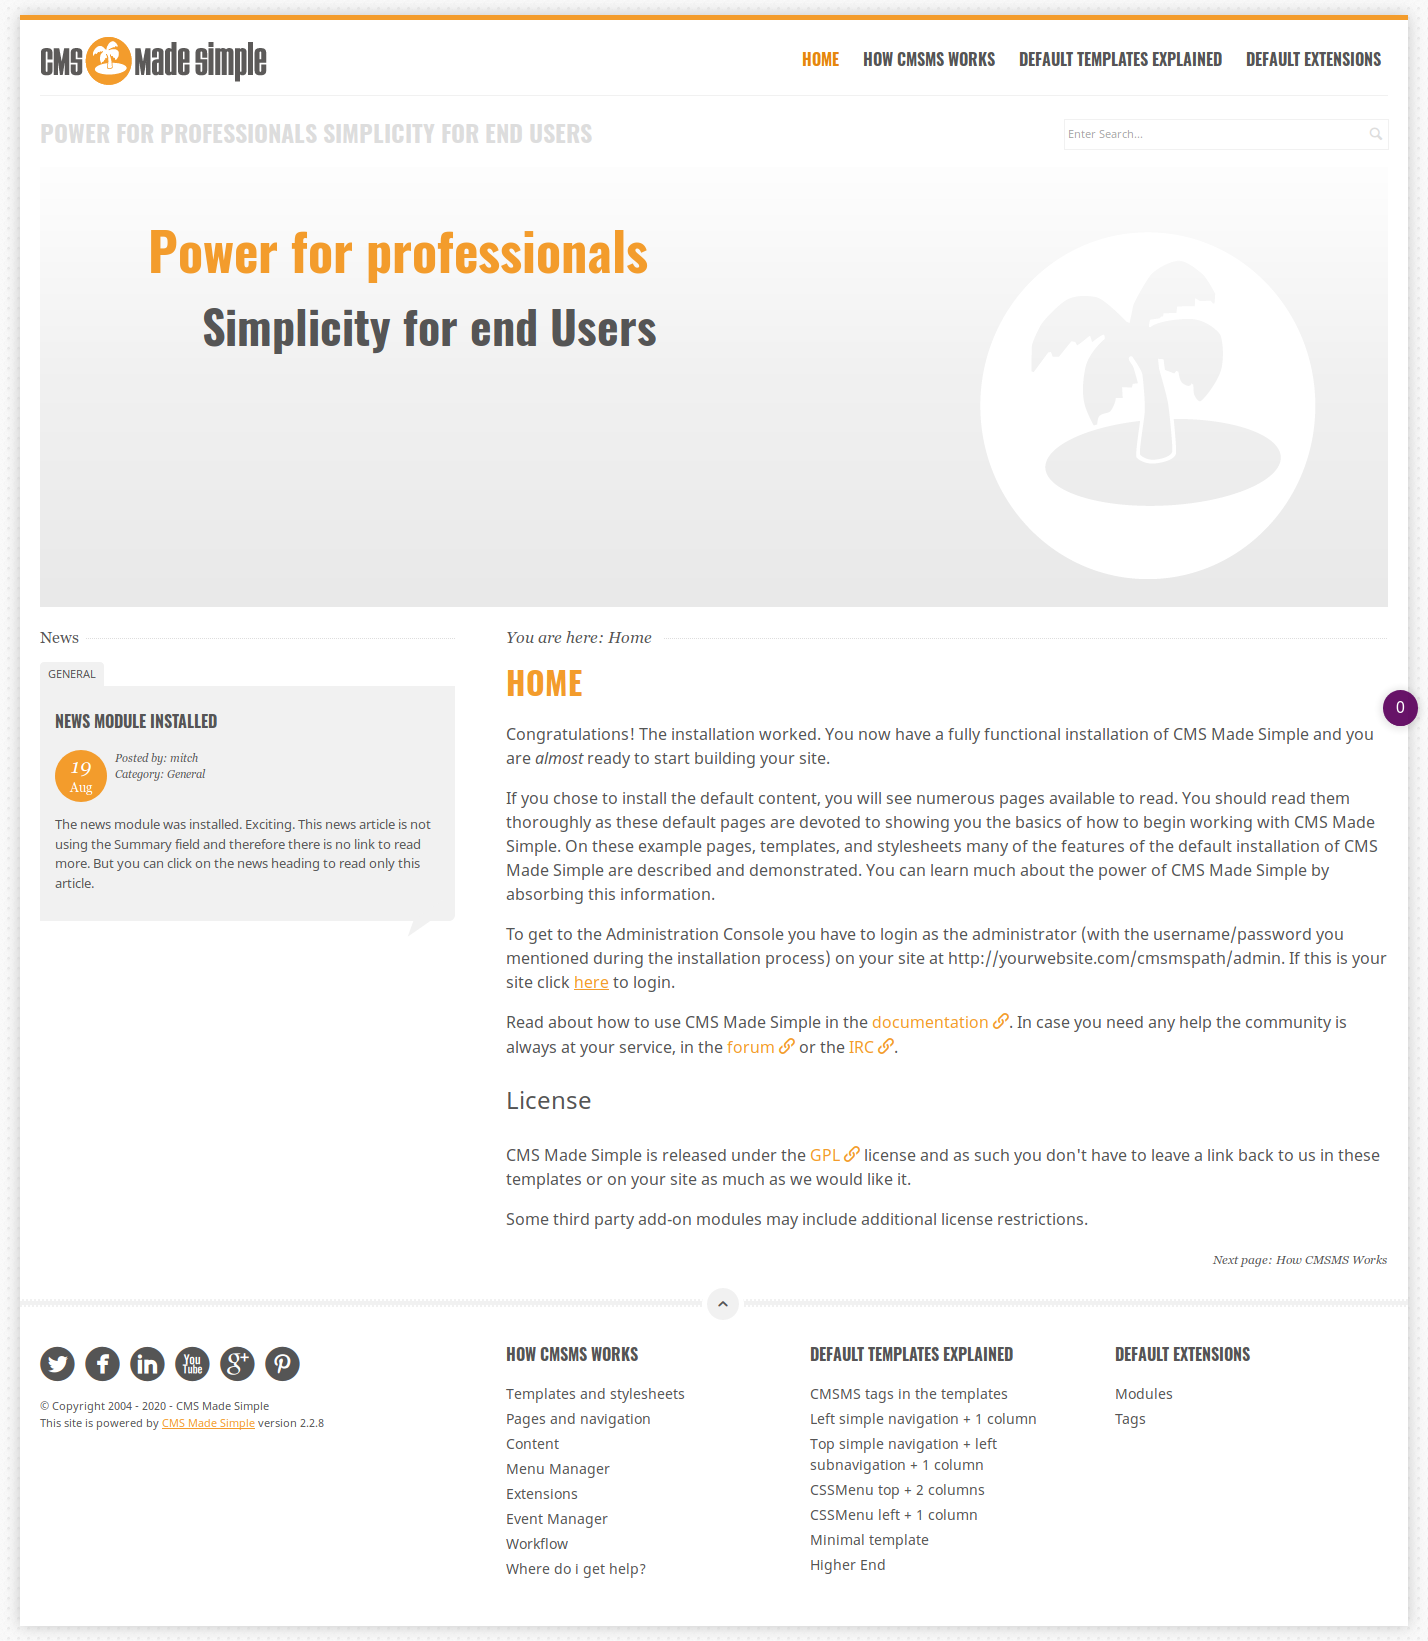 CMS Made Simple
HOME HOW CMSMS WORKS DEFAULT TEMPLATES EXPLAINED DEFAULT EXTENSIONS
POWER FOR PROFESSIONALS SIMPLICITY FOR END USERS
Enter Search...
Power for professionals
Simplicity for end Users
News
GENERAL
NEWS MODULE INSTALLED
19
Aug
Posted by: mitch
Category: General
The news module was installed. Exciting. This news article is not
using the Summary field and therefore there is no link to read
more. But you can click on the news heading to read only this
article.
You are here: Home
HOME
Congratulations! The installation worked. You now have a fully functional installation of CMS Made Simple and you
are almost ready to start building your site.
If you chose to install the default content, you will see numerous pages available to read. You should read them
thoroughly as these default pages are devoted to showing you the basics of how to begin working with CMS Made
Simple. On these example pages, templates, and stylesheets many of the features of the default installation of CMS
Made Simple are described and demonstrated. You can learn much about the power of CMS Made Simple by
absorbing this information.
To get to the Administration Console you have to login as the administrator (with the username/password you
mentioned during the installation process) on your site at http://yourwebsite.com/cmsmspath/admin. If this is your
site click here to login.
Read about how to use CMS Made Simple in the documentation. In case you need any help the community is
always at your service, in the forum or the IRC.
License
CMS Made Simple is released under the GPL license and as such you don't have to leave a link back to us in these
templates or on your site as much as we would like it.
Some third party add-on modules may include additional license restrictions.
Next page: How CMSMS Works
0
You Tube
© Copyright 2004 - 2020 - CMS Made Simple
This site is powered by CMS Made Simple version 2.2.8
HOW CMSMS WORKS
Templates and stylesheets
Pages and navigation
Content
Menu Manager
Extensions
Event Manager
Workflow
Where do i get help?
DEFAULT TEMPLATES EXPLAINED
CMSMS tags in the templates
Left simple navigation + 1 column
Top simple navigation + left
subnavigation + 1 column
CSSMenu top + 2 columns
CSSMenu left + 1 column
Minimal template
Higher End
DEFAULT EXTENSIONS
Modules
Tags